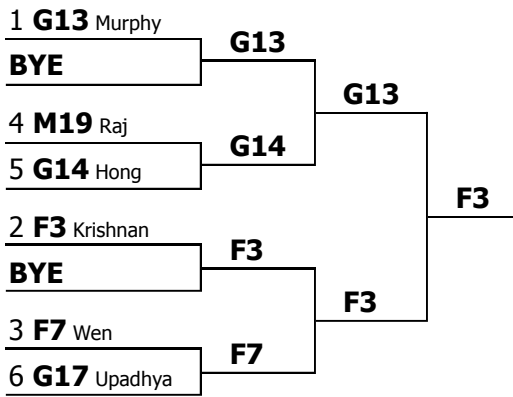 1 G13 Murphy
BYE
4 M19 Raj
5 G14 Hong
2 F3 Krishnan
BYE
3 F7 Wen
6 G17 Upadhya
G13
G14
F3
F7
G13
F3
F3